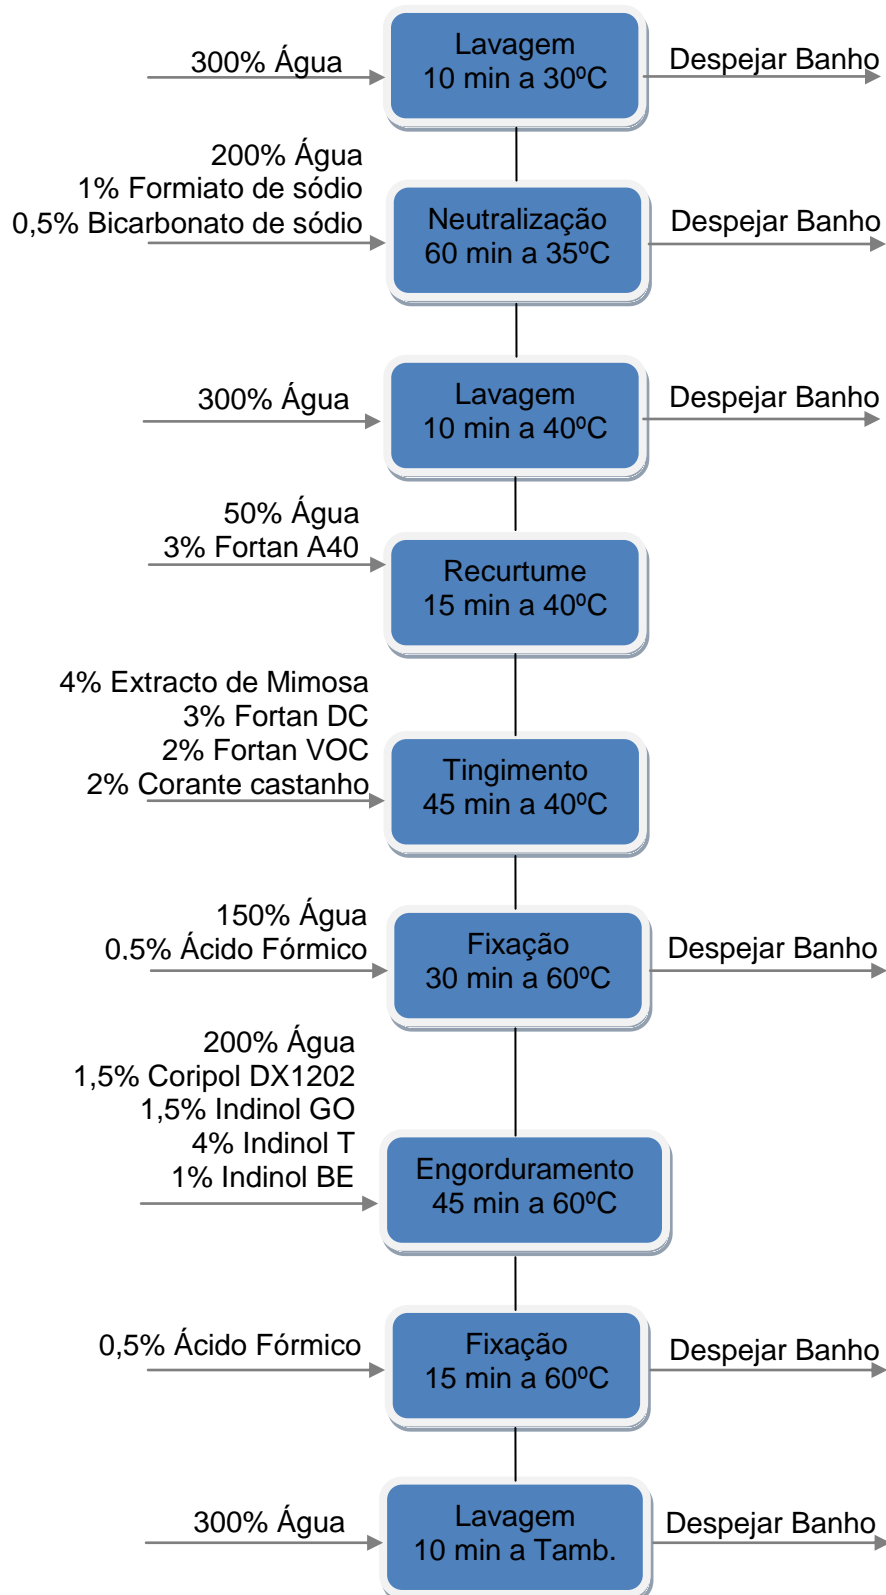 300% Água
Lavagem
10 min a 30ºC
Despejar Banho
200% Água
1% Formiato de sódio
0,5% Bicarbonato de sódio
Neutralização
60 min a 35ºC
Despejar Banho
300% Água
Lavagem
10 min a 40ºC
Despejar Banho
50% Água
3% Fortan A40
Recurtume
15 min a 40ºC
4% Extracto de Mimosa
3% Fortan DC
2% Fortan VOC
2% Corante castanho
Tingimento
45 min a 40ºC
150% Água
0,5% Ácido Fórmico
Fixação
30 min a 60ºC
Despejar Banho
200% Água
1,5% Coripol DX1202
1,5% Indinol GO
4% Indinol T
1% Indinol BE
Engorduramento
45 min a 60ºC
0,5% Ácido Fórmico
Fixação
15 min a 60ºC
Despejar Banho
300% Água
Lavagem
10 min a Tamb.
Despejar Banho